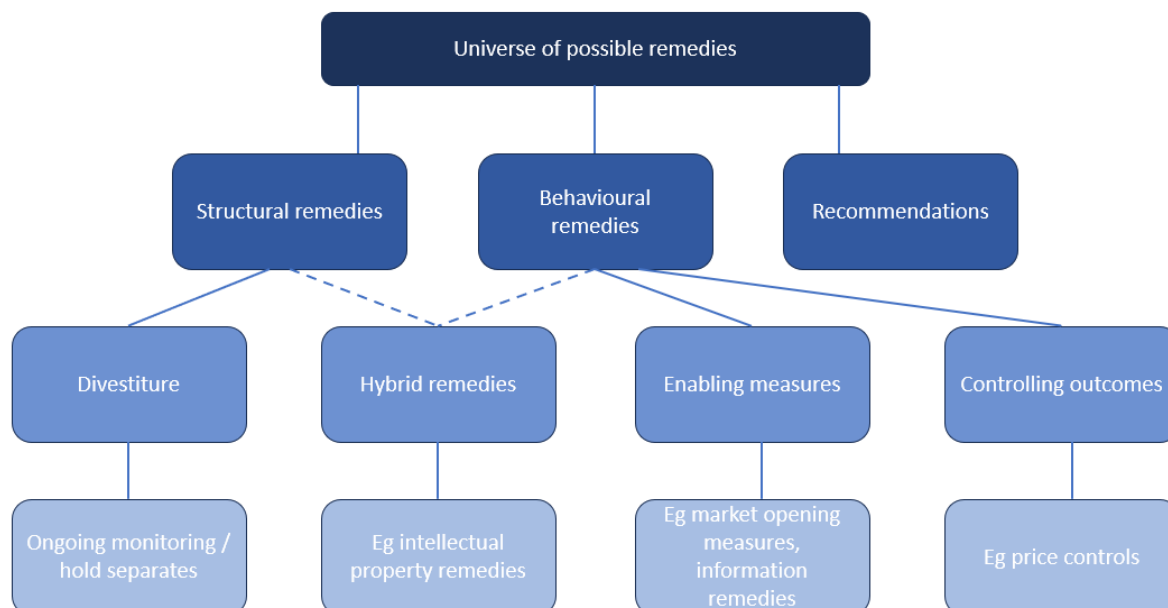 Universe of possible remedies
Structural remedies
Behavioural
remedies
Recommendations
Divestiture
Hybrid remedies
Enabling measures
Controlling outcomes
Ongoing monitoring /
hold separates
Eg intellectual
property remedies
Eg market opening
measures,
information
remedies
Eg price controls